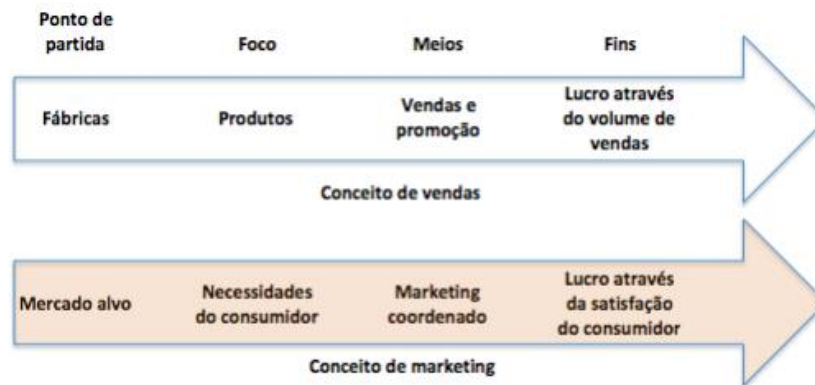 Ponto de
partida
Foco
Meios
Fins
Fábricas
Produtos
Vendas e
promoção
Lucro através
do volume de
vendas
Conceito de vendas
Mercado alvo
Necessidades
do consumidor
Marketing
coordenado
Lucro através
da satisfação
do consumidor
Conceito de marketing